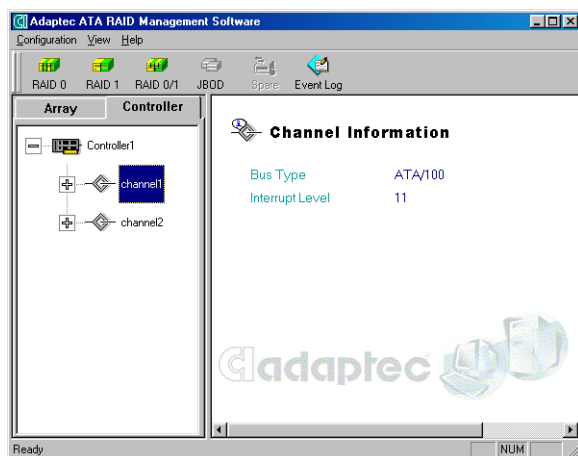 Adaptec ATA RAID Management Software
Configuration View Help
RAID 0 RAID 1 RAID 0/1 JBOD Spare Event Log
Array Controller
Controller1
channel1
channel2
Channel Information
Bus Type ATA/100
Interrupt Level 11
adaptec
Ready NUM